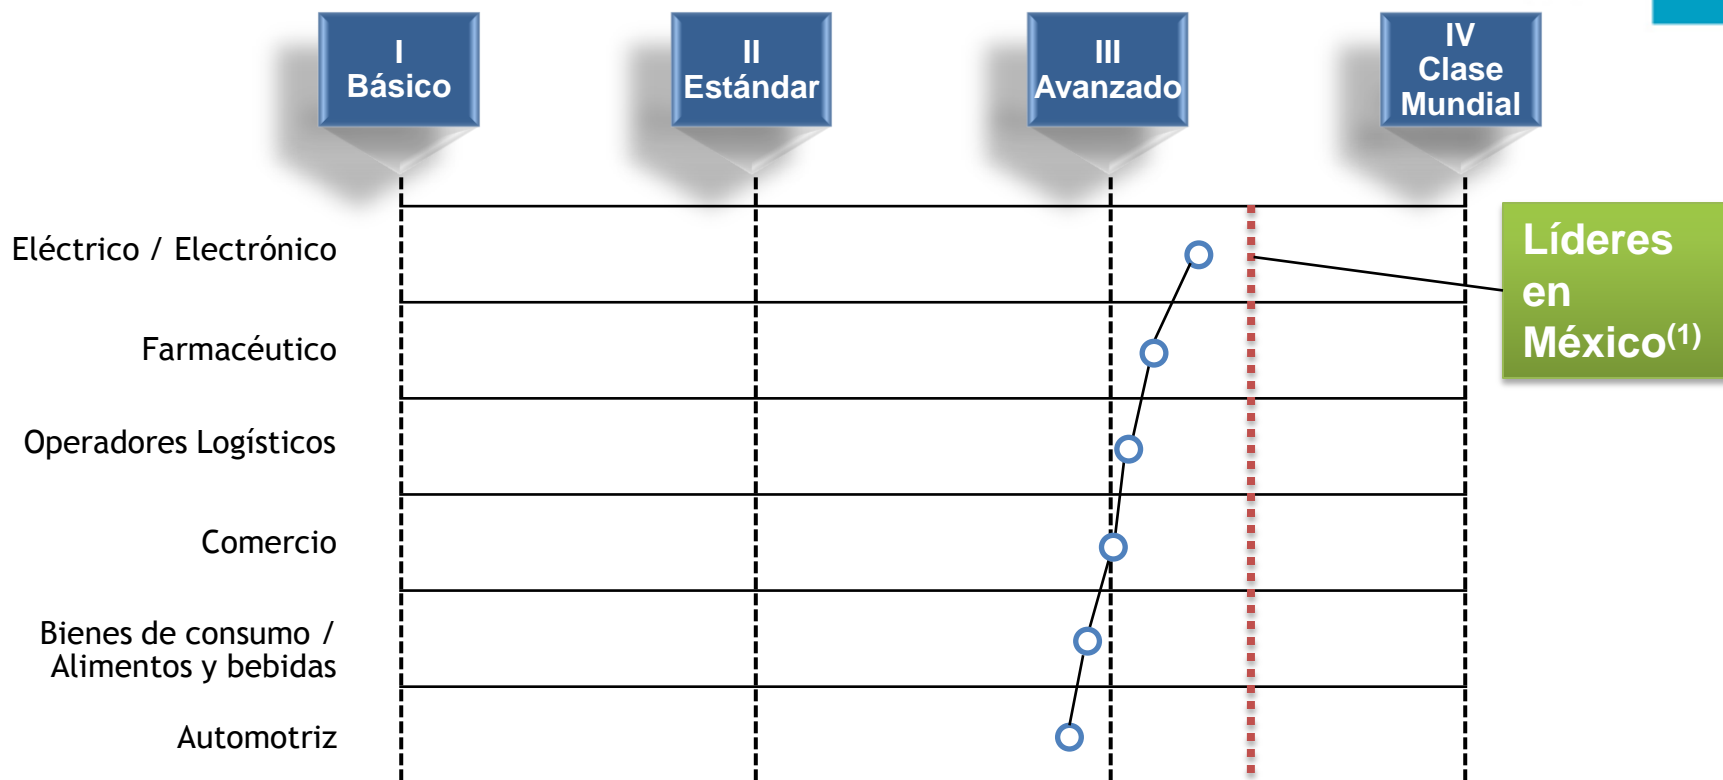 I
Básico
II
Estándar
III
Avanzado
IV
Clase
Mundial
Líderes
en
México(1)
Eléctrico / Electrónico
Farmacéutico
Operadores Logísticos
Comercio
Bienes de consumo /
Alimentos y bebidas
Automotriz